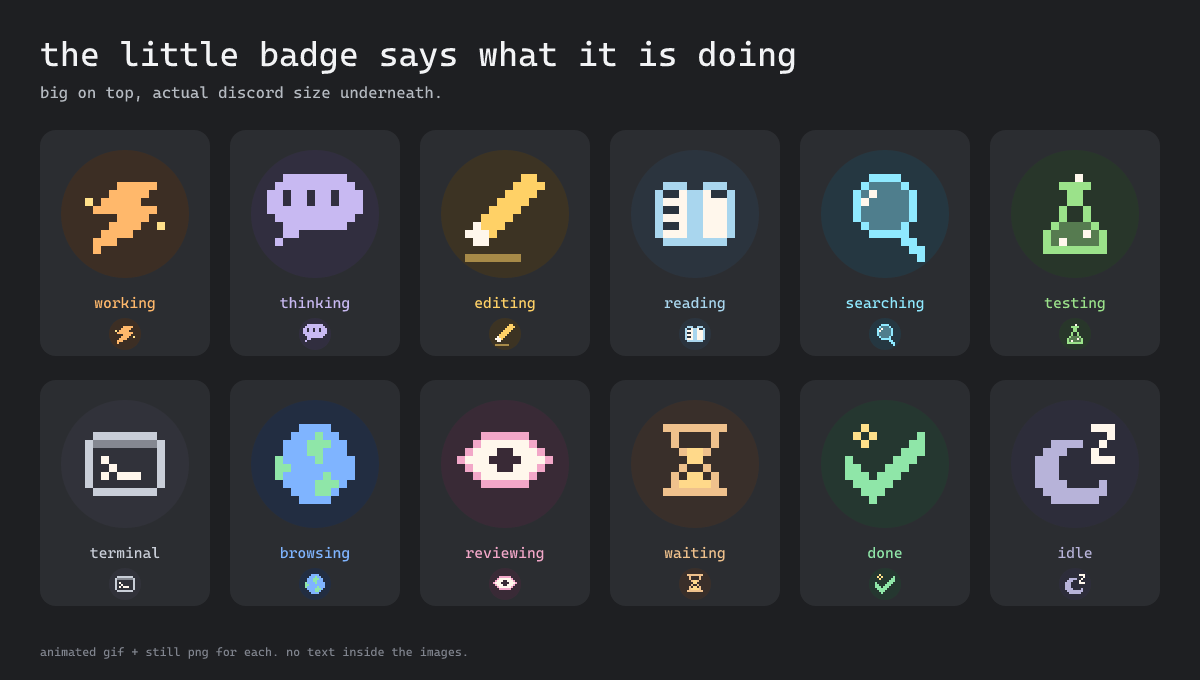 the little badge says what it is doing
big on top, actual discord size underneath.
working thinking editing reading searching testing
terminal browsing reviewing waiting done idle
animated gif + still png for each. no text inside the images.